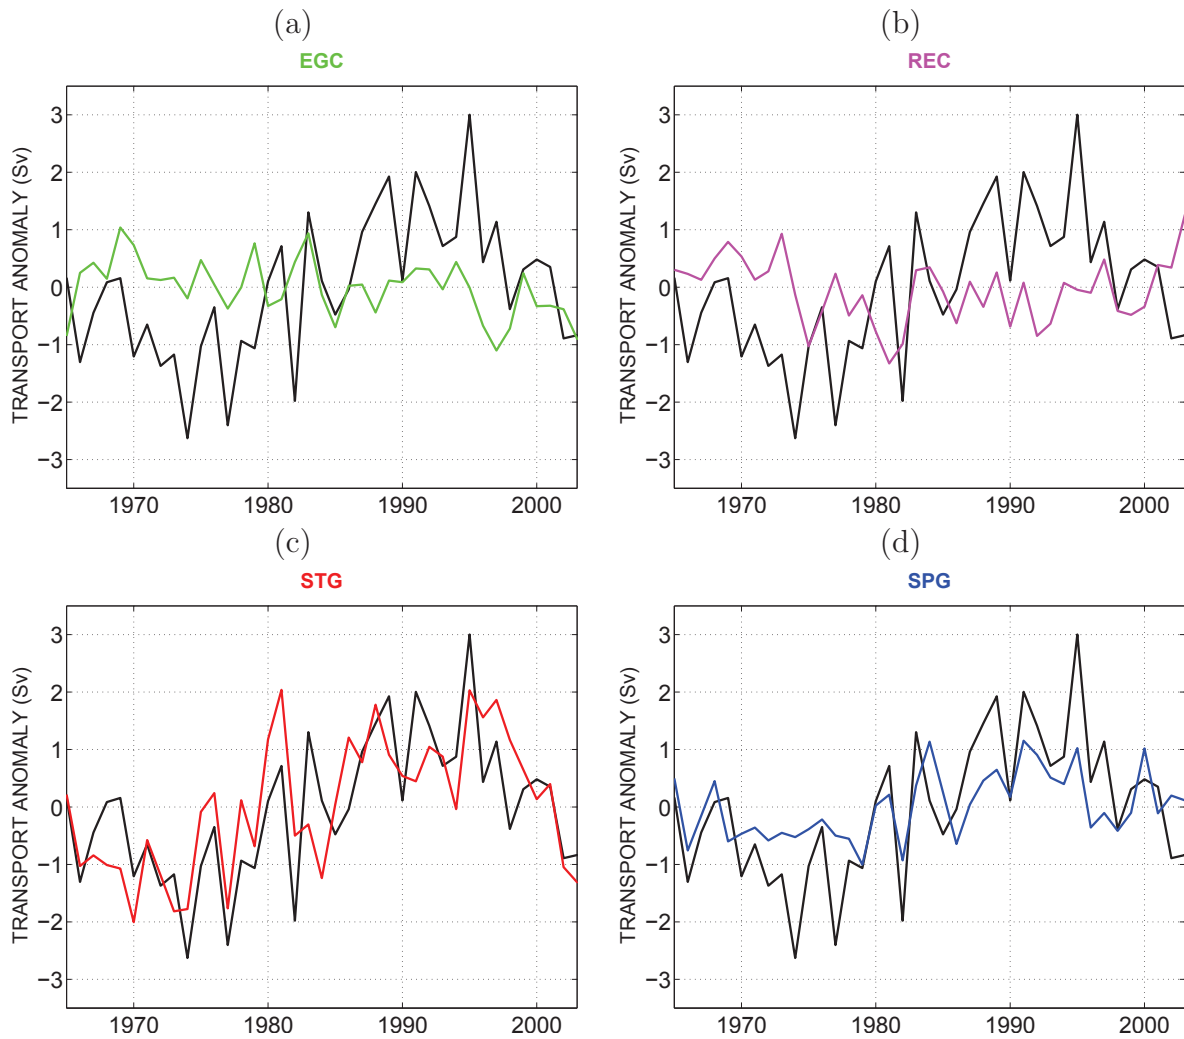 (a)
EGC
TRANSPORT ANOMALY (Sv)
3
2
1
0
−1
−2
−3
1970 1980 1990 2000
(b)
REC
TRANSPORT ANOMALY (Sv)
3
2
1
0
−1
−2
−3
1970 1980 1990 2000
(c)
STG
TRANSPORT ANOMALY (Sv)
3
2
1
0
−1
−2
−3
1970 1980 1990 2000
(d)
SPG
TRANSPORT ANOMALY (Sv)
3
2
1
0
−1
−2
−3
1970 1980 1990 2000